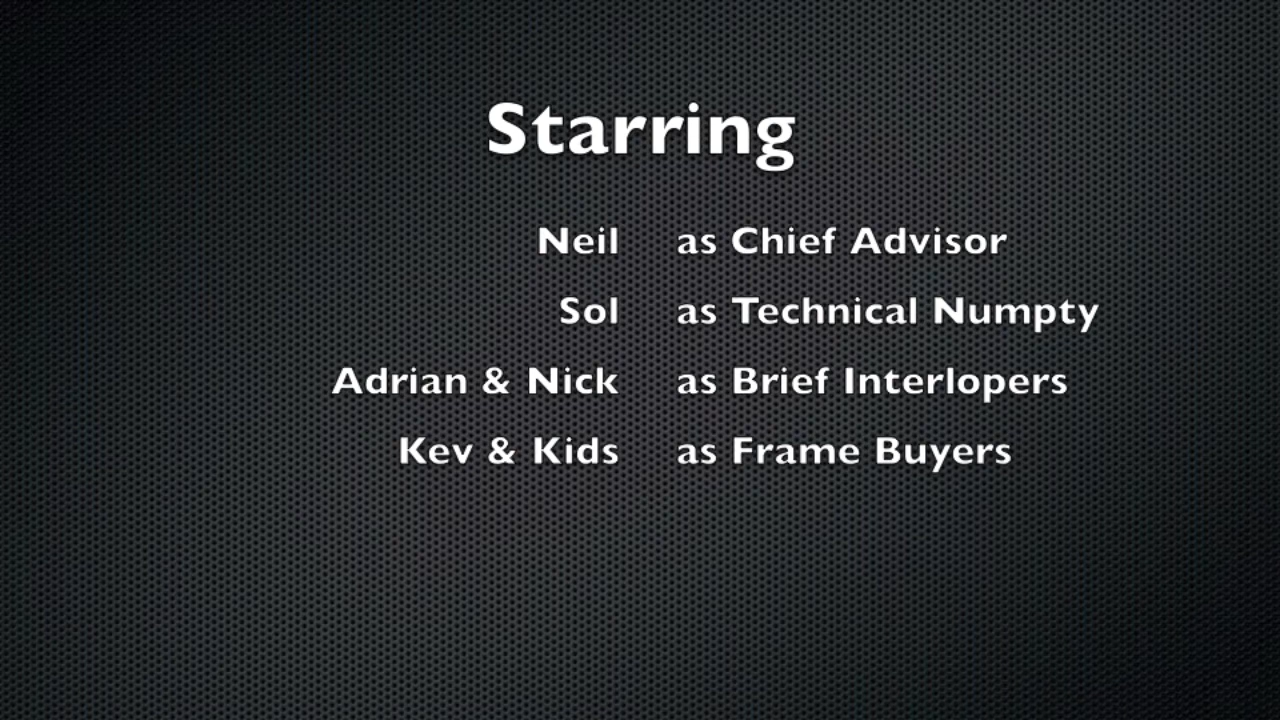 Starring
Neil as Chief Advisor
Sol as Technical Numpty
Adrian & Nick as Brief Interlopers
Kev & Kids as Frame Buyers